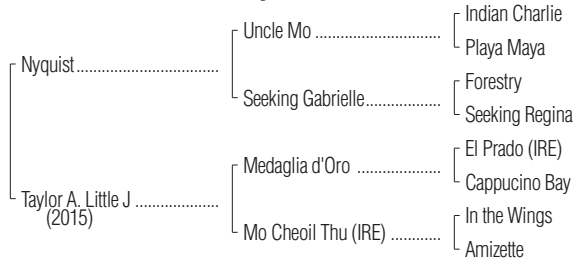 Indian Charlie
Uncle Mo ...............................
Playa Maya
Nyquist ..................................
Forestry
Seeking Gabrielle ...................
Seeking Regina
El Prado (IRE)
Medaglia d'Oro .....................
Cappucino Bay
Taylor A. Little J .....................
(2015)
In the Wings
Mo Cheoil Thu (IRE) .............
Amizette